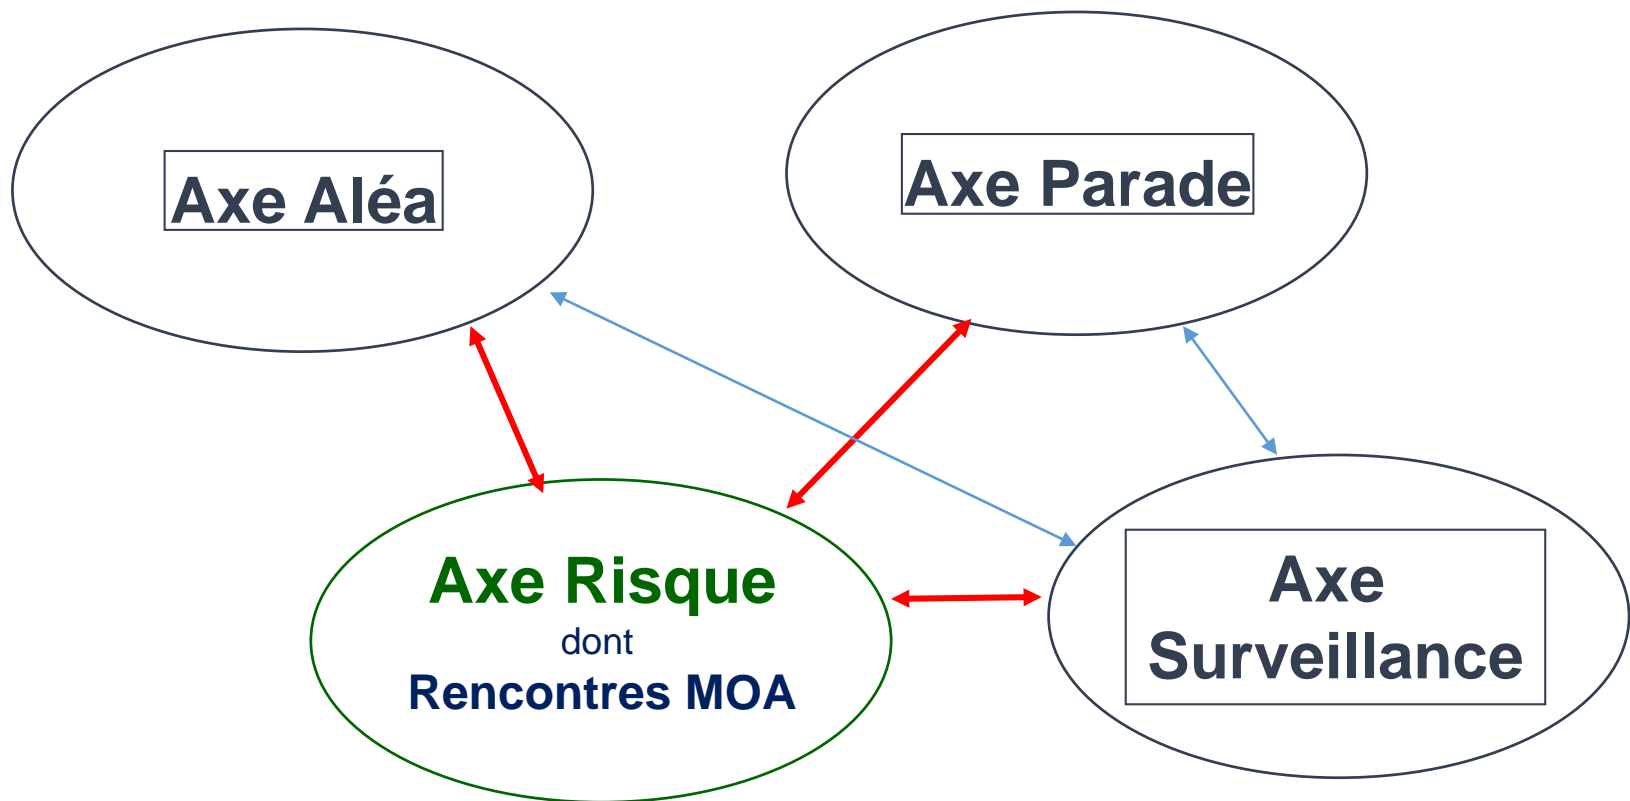 Axe Aléa
Axe Parade
Axe Risque
dont
Rencontres MOA
Axe
Surveillance